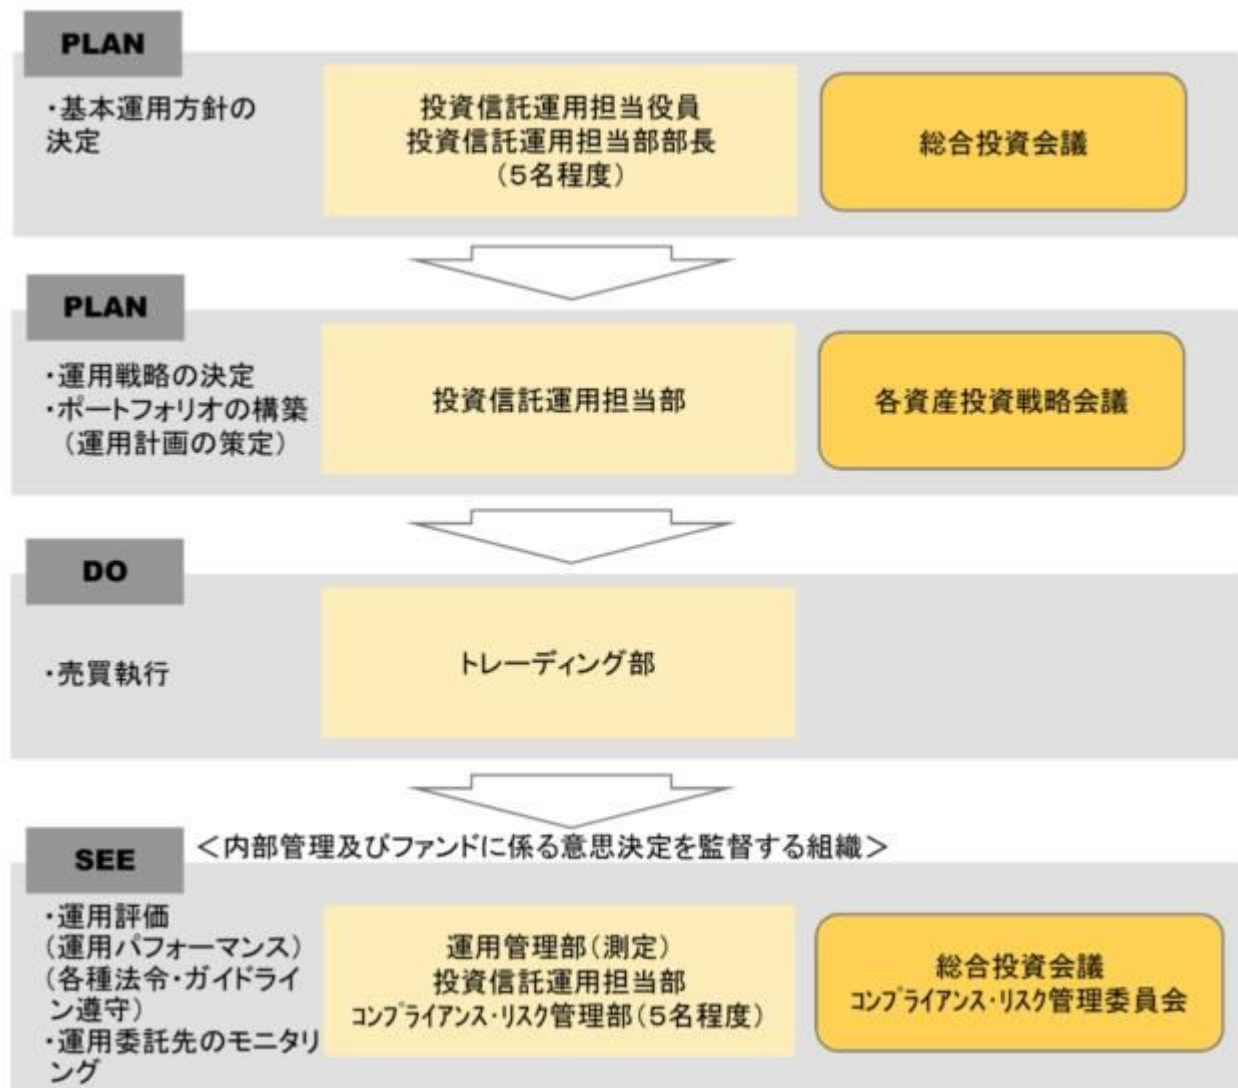 PLAN
・基本運用方針の
決定
投資信託運用担当役員
投資信託運用担当部部長
（５名程度）
総合投資会議
PLAN
・運用戦略の決定
・ポートフォリオの構築
（運用計画の策定）
投資信託運用担当部
各資産投資戦略会議
DO
・売買執行
トレーディング部
SEE
＜内部管理及びファンドに係る意思決定を監督する組織＞
・運用評価
（運用パフォーマンス）
（各種法令・ガイドライ
ン遵守）
・運用委託先のモニタリ
ング
運用管理部（測定）
投資信託運用担当部
ｺﾝﾌﾟﾗｲｱﾝｽ･ﾘｽｸ管理部（５名程度）
総合投資会議
ｺﾝﾌﾟﾗｲｱﾝｽ･ﾘｽｸ管理委員会